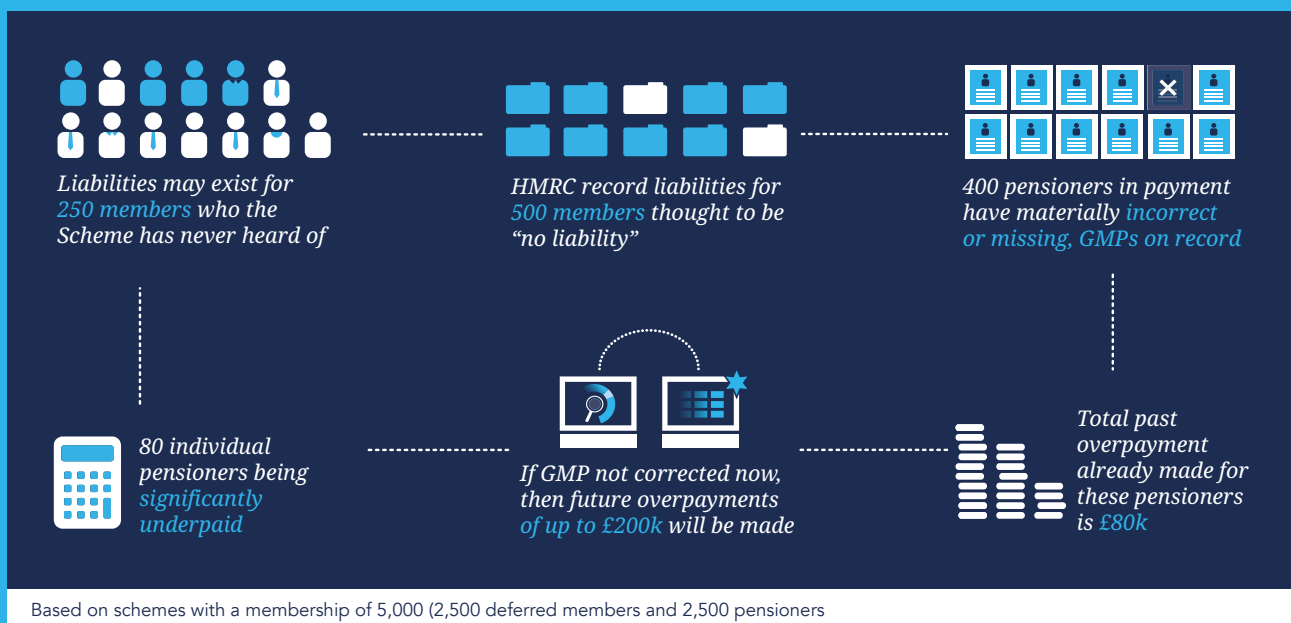 Liabilities may exist for
250 members who the
Scheme has never heard of
HMRC record liabilities for
500 members thought to be
“no liability”
400 pensioners in payment
have materially incorrect
or missing, GMPs on record
80 individual
pensioners being
significantly
underpaid
If GMP not corrected now,
then future overpayments
of up to £200k will be made
Total past
overpayment
already made for
these pensioners
is £80k
Based on schemes with a membership of 5,000 (2,500 deferred members and 2,500 pensioners